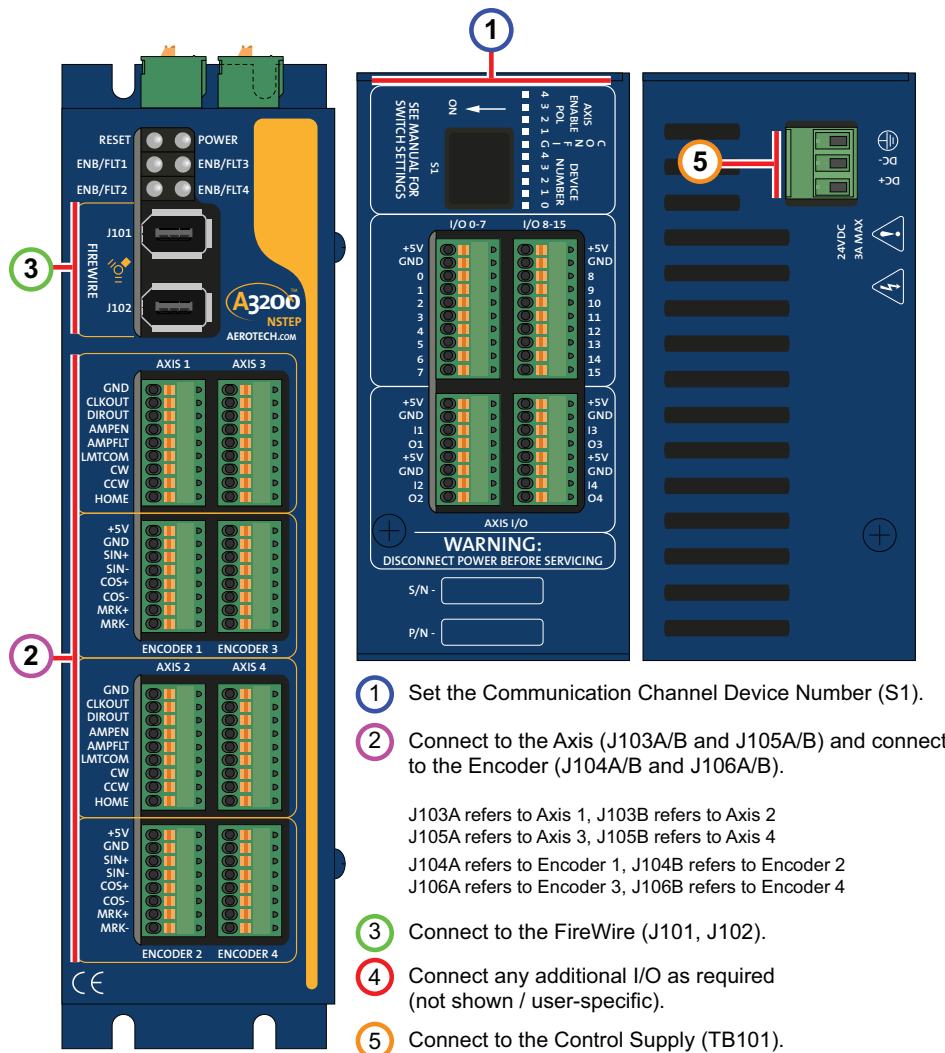 1
RESET POWER
ENB/FLT1 ENB/FLT3
ENB/FLT2 ENB/FLT4
3
FIREWIRE
J101
J102
A3200™
NSTEP
AEROTECH.COM
AXIS 1 AXIS 3
GND
CLKOUT
DIROUT
AMPEN
AMPFLT
LMTCOM
CW
CCW
HOME
+5V
GND
SIN+
SIN-
COS+
COS-
MRK+
MRK-
ENCODER 1 ENCODER 3
2
AXIS 2 AXIS 4
GND
CLKOUT
DIROUT
AMPEN
AMPFLT
LMTCOM
CW
CCW
HOME
+5V
GND
SIN+
SIN-
COS+
COS-
MRK+
MRK-
ENCODER 2 ENCODER 4
CE
SEE MANUAL FOR
SWITCH SETTINGS
ON
S1
4 3 2 1 G 4 3 2 1 0
AXIS
ENABLE
POL
CONFIG
DEVICE
NUMBER
I/O 0-7 I/O 8-15
+5V +5V
GND GND
0 8
1 9
2 10
3 11
4 12
5 13
6 14
7 15
+5V +5V
GND GND
I1 I3
O1 O3
+5V +5V
GND GND
I2 I4
O2 O4
AXIS I/O
WARNING:
DISCONNECT POWER BEFORE SERVICING
S/N -
P/N -
5
DC-
DC+
24VDC
3A MAX
1 Set the Communication Channel Device Number (S1).
2 Connect to the Axis (J103A/B and J105A/B) and connect
to the Encoder (J104A/B and J106A/B).
J103A refers to Axis 1, J103B refers to Axis 2
J105A refers to Axis 3, J105B refers to Axis 4
J104A refers to Encoder 1, J104B refers to Encoder 2
J106A refers to Encoder 3, J106B refers to Encoder 4
3 Connect to the FireWire (J101, J102).
4 Connect any additional I/O as required
(not shown / user-specific).
5 Connect to the Control Supply (TB101).